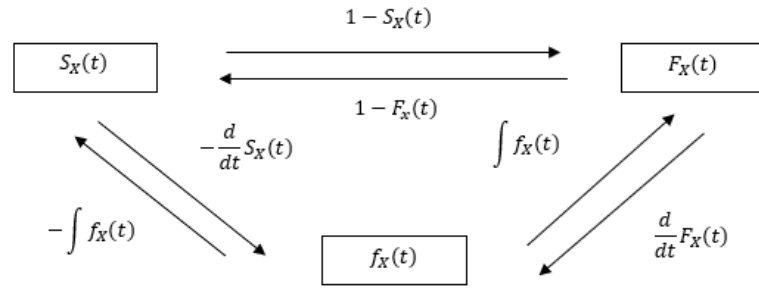 1 − S_X(t)
S_X(t)
F_X(t)
1 − F_x(t)
−d/dt S_X(t)
∫ f_X(t)
−∫ f_X(t)
f_X(t)
d/dt F_X(t)